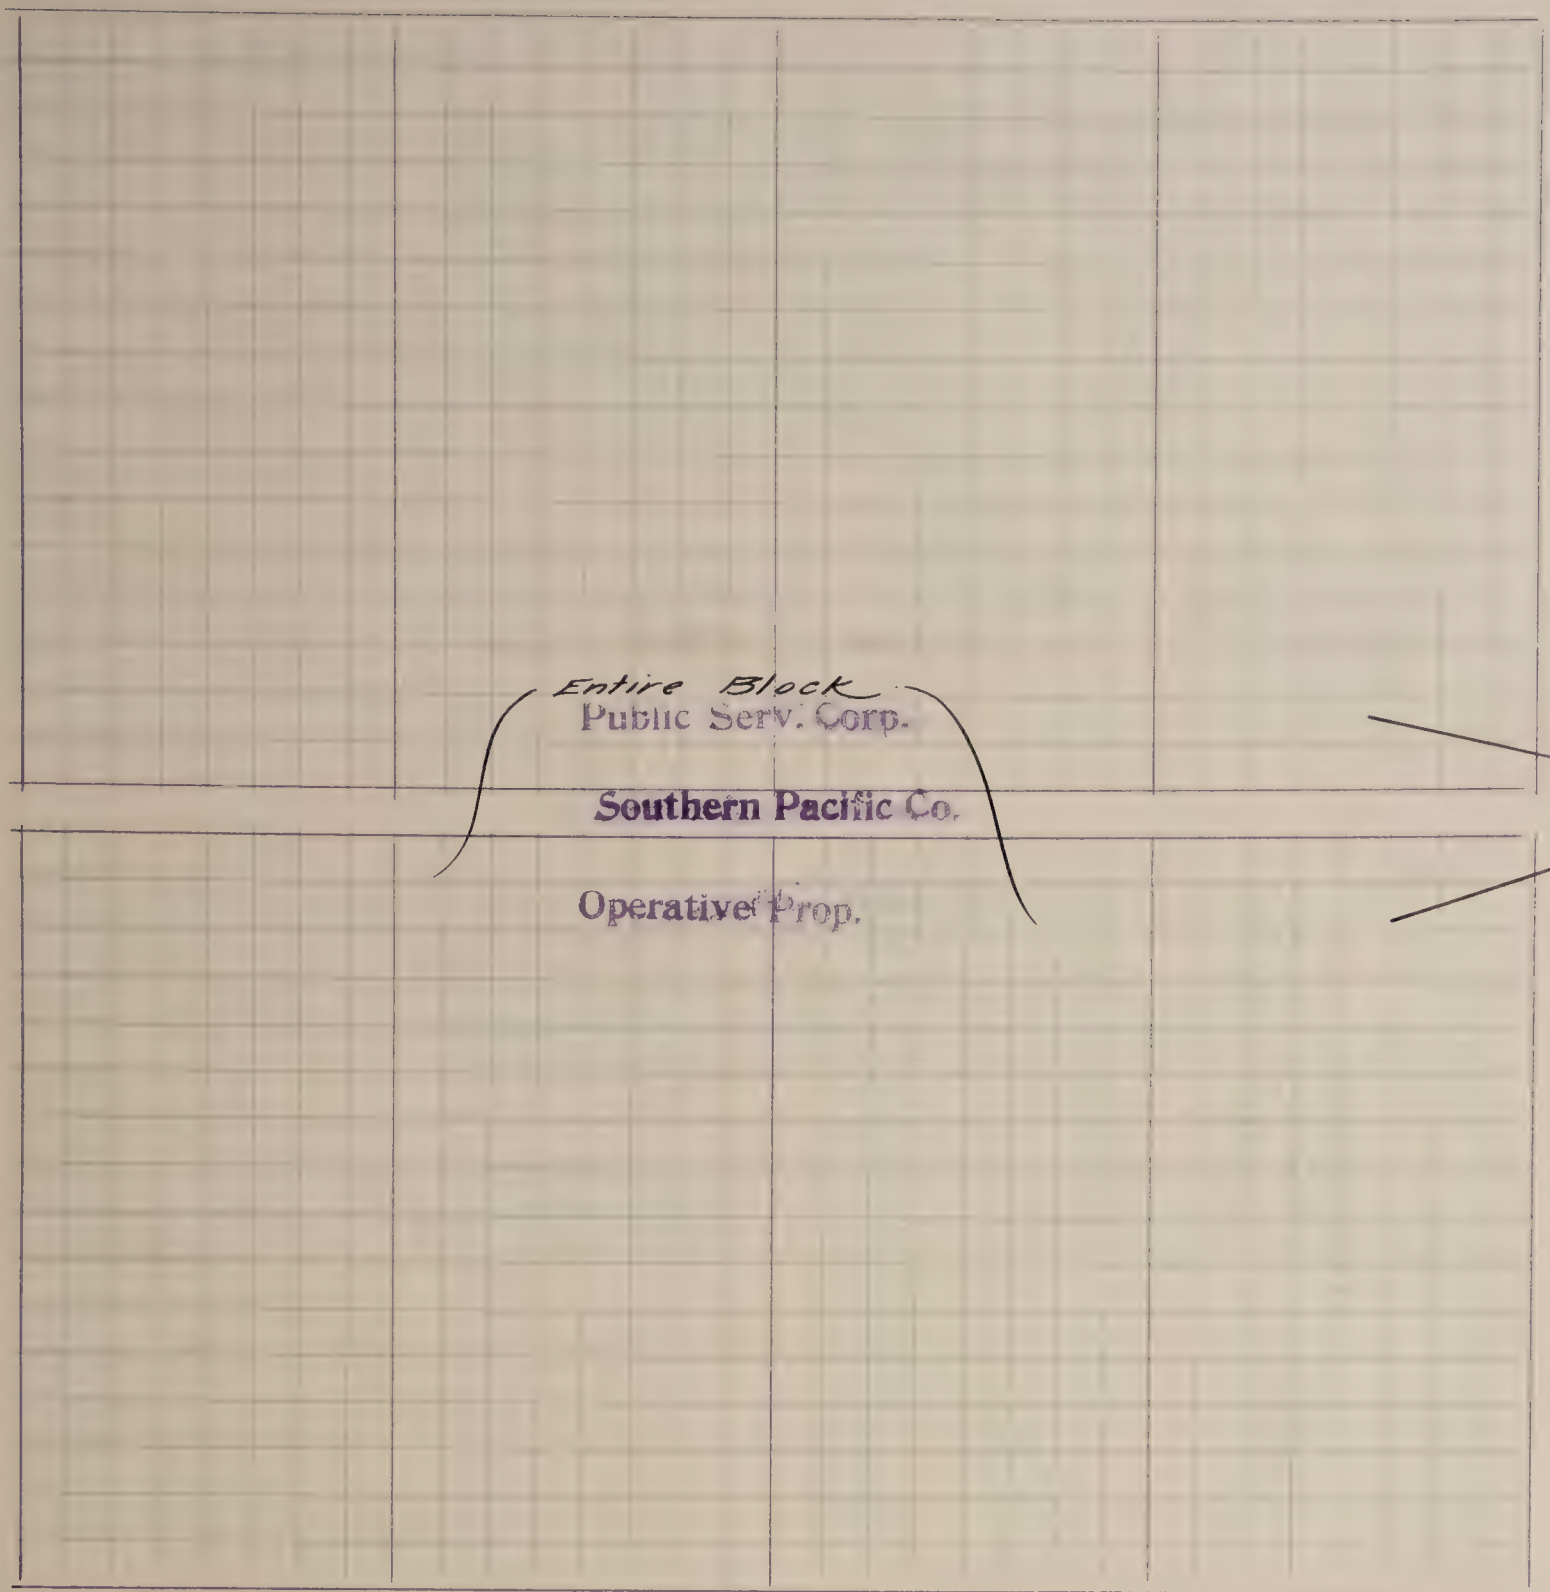 Entire Block
Public Serv. Corp.
Southern Pacific Co.
Operative Prop.